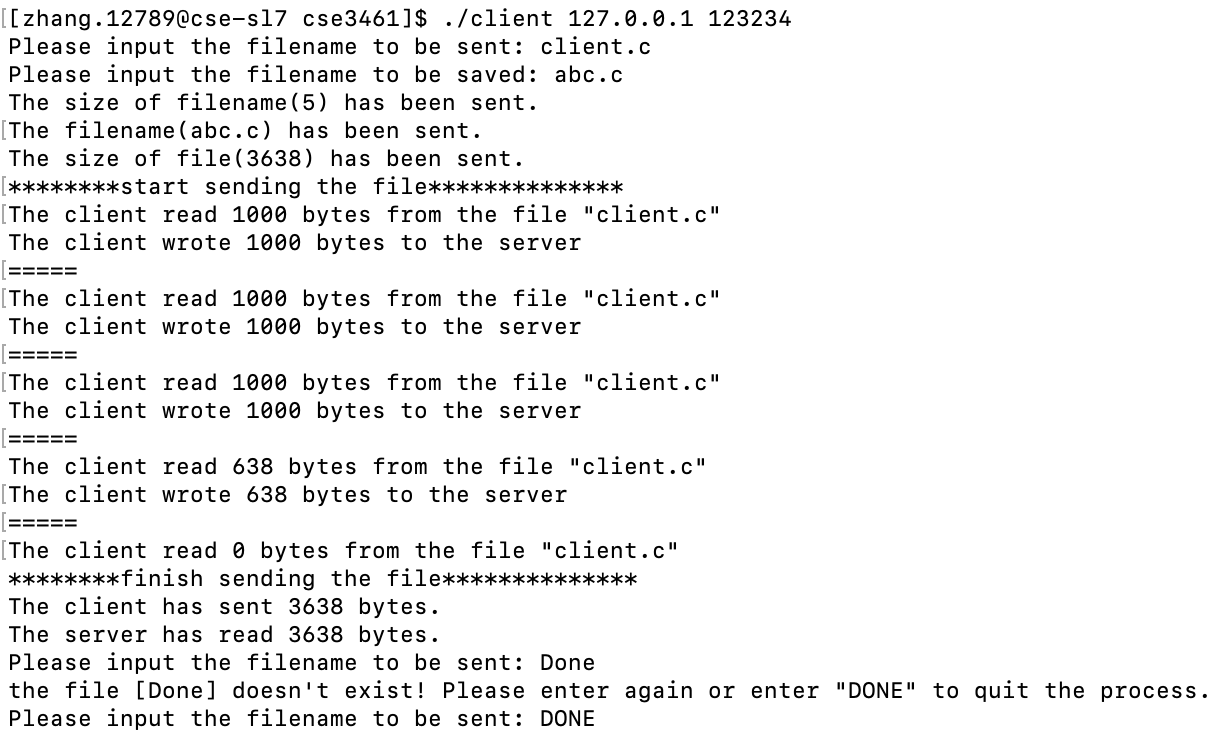 [[zhang.12789@cse-sl7 cse3461]$ ./client 127.0.0.1 123234
Please input the filename to be sent: client.c
Please input the filename to be saved: abc.c
The size of filename(5) has been sent.
[The filename(abc.c) has been sent.
The size of file(3638) has been sent.
[********start sending the file**************
[The client read 1000 bytes from the file "client.c"
The client wrote 1000 bytes to the server
[=====
[The client read 1000 bytes from the file "client.c"
The client wrote 1000 bytes to the server
[=====
[The client read 1000 bytes from the file "client.c"
The client wrote 1000 bytes to the server
[=====
The client read 638 bytes from the file "client.c"
[The client wrote 638 bytes to the server
[=====
[The client read 0 bytes from the file "client.c"
********finish sending the file**************
The client has sent 3638 bytes.
The server has read 3638 bytes.
Please input the filename to be sent: Done
the file [Done] doesn't exist! Please enter again or enter "DONE" to quit the process.
Please input the filename to be sent: DONE